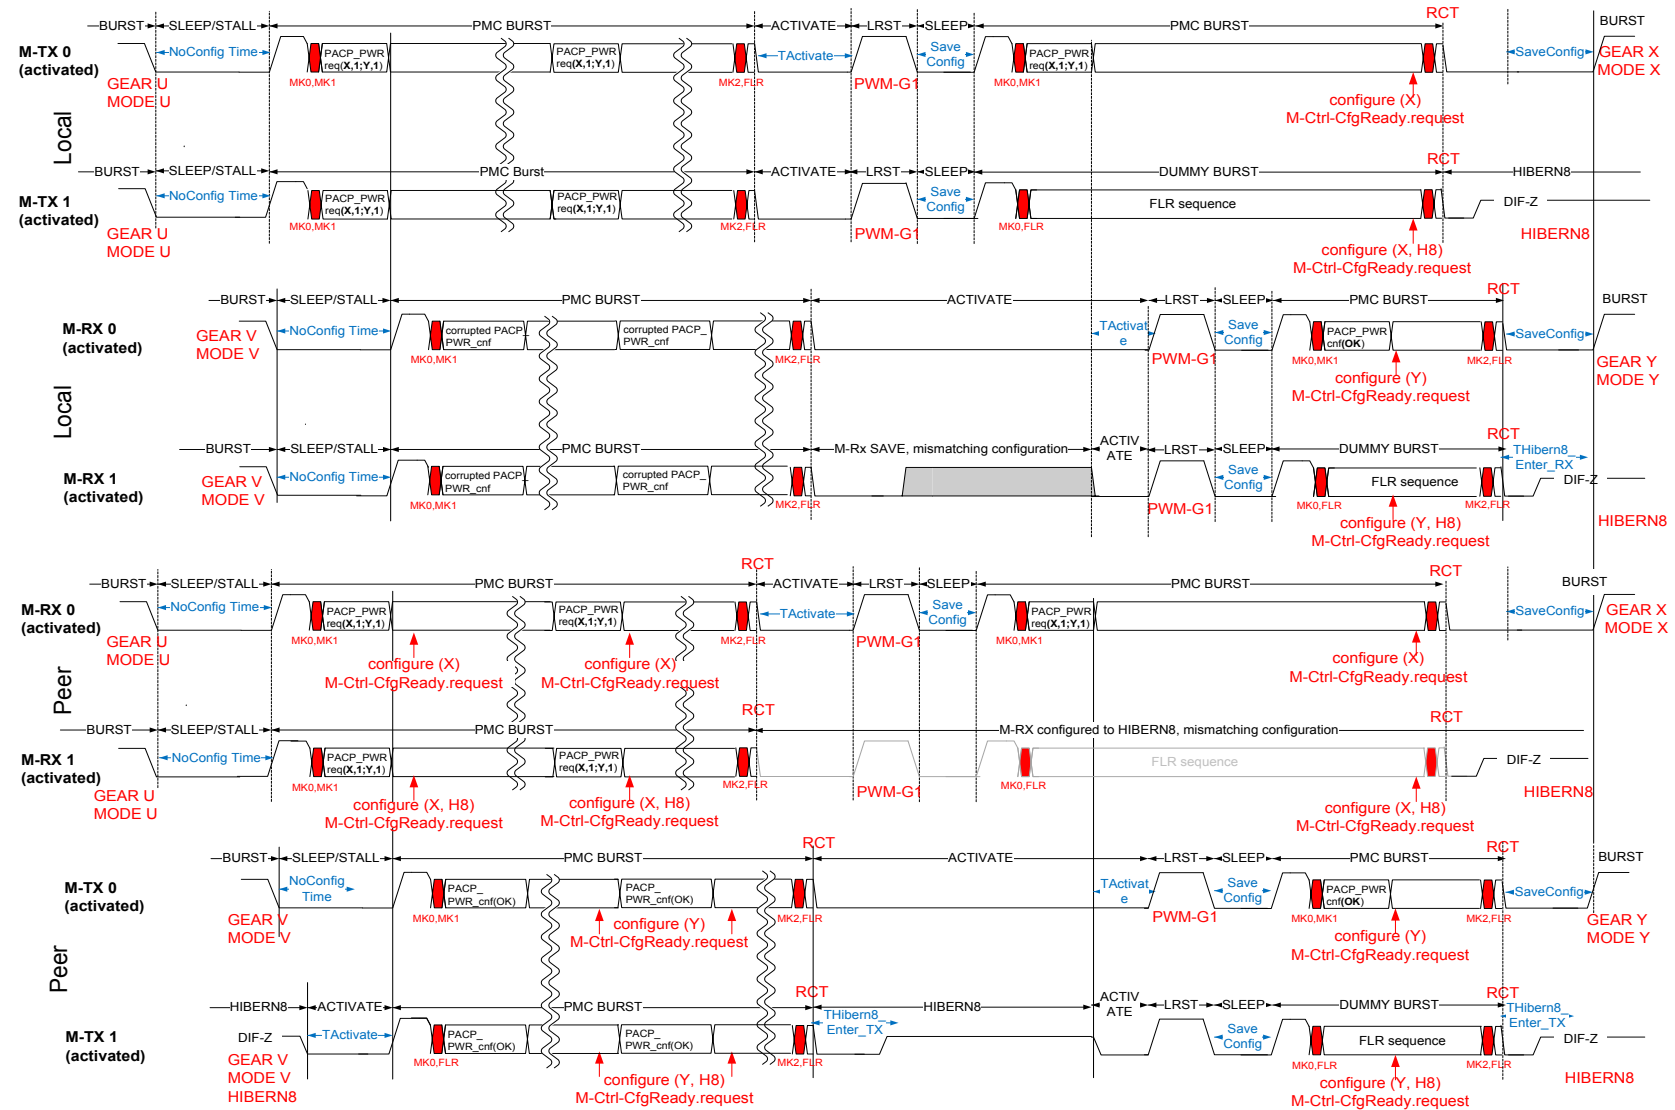 BURST SLEEP/STALL PMC BURST ACTIVATE LRST SLEEP PMC BURST RCT BURST
M-TX 0
(activated)
NoConfig Time
PACP_PWR
req(X,1;Y,1)
PACP_PWR
req(X,1;Y,1)
TActivate
Save
Config
PACP_PWR
req(X,1;Y,1)
SaveConfig
GEAR X
MODE X
GEAR U
MODE U
MK0,MK1
MK2,FLR
PWM-G1
MK0,MK1
configure (X)
M-Ctrl-CfgReady.request
Local
BURST SLEEP/STALL PMC Burst ACTIVATE LRST SLEEP DUMMY BURST RCT HIBERN8
M-TX 1
(activated)
NoConfig Time
PACP_PWR
req(X,1;Y,1)
PACP_PWR
req(X,1;Y,1)
Save
Config
FLR sequence
DIF-Z
GEAR U
MODE U
MK0,MK1
MK2,FLR
PWM-G1
MK0,FLR
HIBERN8
configure (X, H8)
M-Ctrl-CfgReady.request
BURST SLEEP/STALL PMC BURST ACTIVATE LRST SLEEP PMC BURST RCT BURST
M-RX 0
(activated)
GEAR V
MODE V
NoConfig Time
corrupted PACP_
PWR_cnf
corrupted PACP_
PWR_cnf
TActivat
e
Save
Config
PACP_PWR
cnf(OK)
SaveConfig
MK0,MK1
MK2,FLR
PWM-G1
MK0,MK1
MK2,FLR
GEAR Y
MODE Y
configure (Y)
M-Ctrl-CfgReady.request
Local
BURST SLEEP/STALL PMC BURST M-Rx SAVE, mismatching configuration ACTIV
ATE
LRST SLEEP DUMMY BURST RCT
THibern8_
Enter_RX
M-RX 1
(activated)
GEAR V
MODE V
NoConfig Time
corrupted PACP_
PWR_cnf
corrupted PACP_
PWR_cnf
Save
Config
FLR sequence
DIF-Z
MK0,MK1
MK2,FLR
PWM-G1
MK0,FLR
MK2,FLR
HIBERN8
configure (Y, H8)
M-Ctrl-CfgReady.request
BURST SLEEP/STALL PMC BURST RCT ACTIVATE LRST SLEEP PMC BURST RCT BURST
M-RX 0
(activated)
NoConfig Time
PACP_PWR
req(X,1;Y,1)
PACP_PWR
req(X,1;Y,1)
TActivate
Save
Config
PACP_PWR
req(X,1;Y,1)
SaveConfig
GEAR X
MODE X
GEAR U
MODE U
MK0,MK1
MK2,FLR
PWM-G1
MK0,MK1
configure (X)
M-Ctrl-CfgReady.request
configure (X)
M-Ctrl-CfgReady.request
configure (X)
M-Ctrl-CfgReady.request
Peer
BURST SLEEP/STALL PMC BURST RCT M-RX configured to HIBERN8, mismatching configuration RCT
M-RX 1
(activated)
NoConfig Time
PACP_PWR
req(X,1;Y,1)
PACP_PWR
req(X,1;Y,1)
FLR sequence
DIF-Z
GEAR U
MODE U
MK0,MK1
MK2,FLR
PWM-G1
MK0,FLR
HIBERN8
configure (X, H8)
M-Ctrl-CfgReady.request
configure (X, H8)
M-Ctrl-CfgReady.request
configure (X, H8)
M-Ctrl-CfgReady.request
BURST SLEEP/STALL PMC BURST RCT ACTIVATE LRST SLEEP PMC BURST RCT BURST
M-TX 0
(activated)
NoConfig
Time
PACP_
PWR_cnf(OK)
PACP_
PWR_cnf(OK)
TActivat
e
Save
Config
PACP_PWR
cnf(OK)
SaveConfig
GEAR V
MODE V
MK0,MK1
MK2,FLR
PWM-G1
MK0,MK1
MK2,FLR
GEAR Y
MODE Y
configure (Y)
M-Ctrl-CfgReady.request
configure (Y)
M-Ctrl-CfgReady.request
Peer
HIBERN8 ACTIVATE PMC BURST RCT HIBERN8 ACTIV
ATE
LRST SLEEP DUMMY BURST RCT
M-TX 1
(activated)
DIF-Z
TActivate
PACP_
PWR_cnf(OK)
PACP_
PWR_cnf(OK)
THibern8_
Enter_TX
Save
Config
FLR sequence
THibern8_
Enter_TX
DIF-Z
GEAR V
MODE V
HIBERN8
MK0,FLR
MK2,FLR
MK0,FLR
MK2,FLR
HIBERN8
configure (Y, H8)
M-Ctrl-CfgReady.request
configure (Y, H8)
M-Ctrl-CfgReady.request